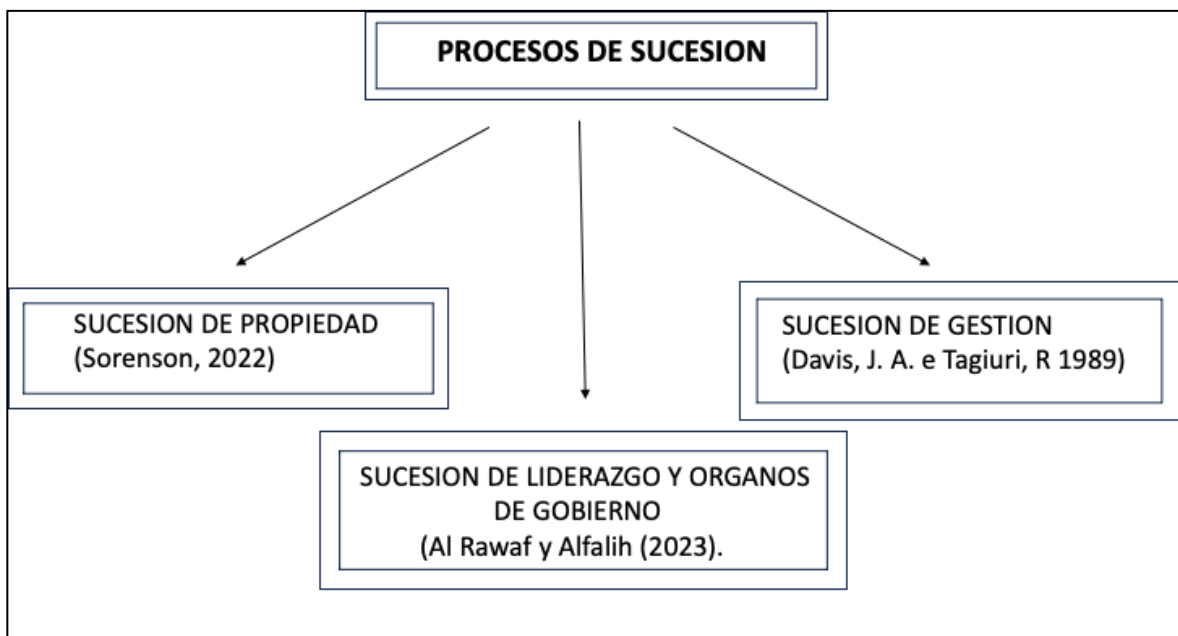 PROCESOS DE SUCESION
SUCESION DE PROPIEDAD
(Sorenson, 2022)
SUCESION DE GESTION
(Davis, J. A. e Tagiuri, R 1989)
SUCESION DE LIDERAZGO Y ORGANOS
DE GOBIERNO
(Al Rawaf y Alfalih (2023).